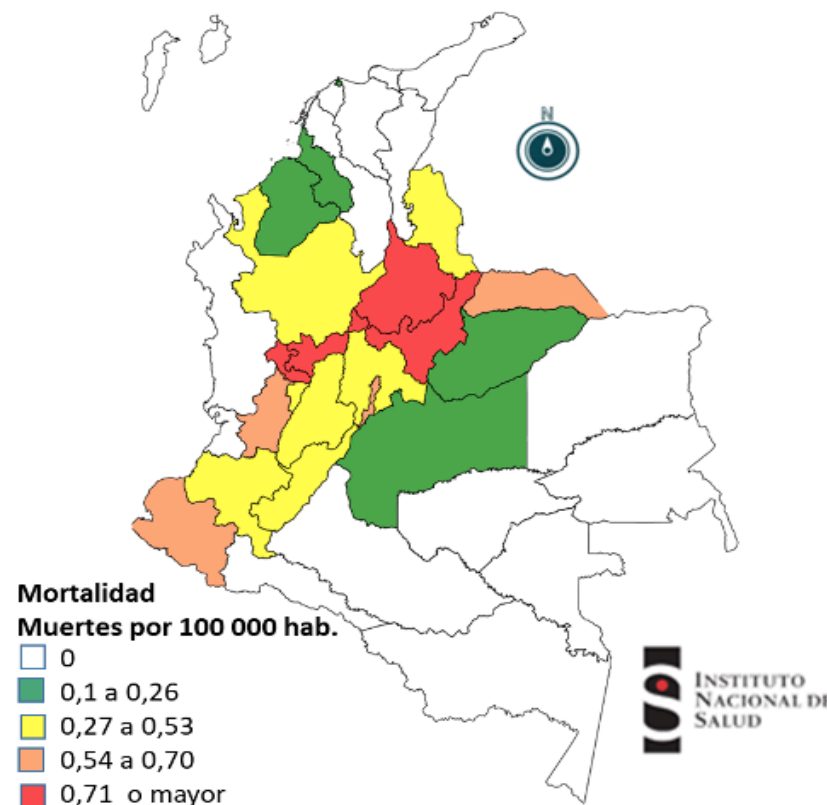 N
Mortalidad
Muertes por 100 000 hab.
0
0,1 a 0,26
0,27 a 0,53
0,54 a 0,70
0,71 o mayor
INSTITUTO
NACIONAL DE
SALUD